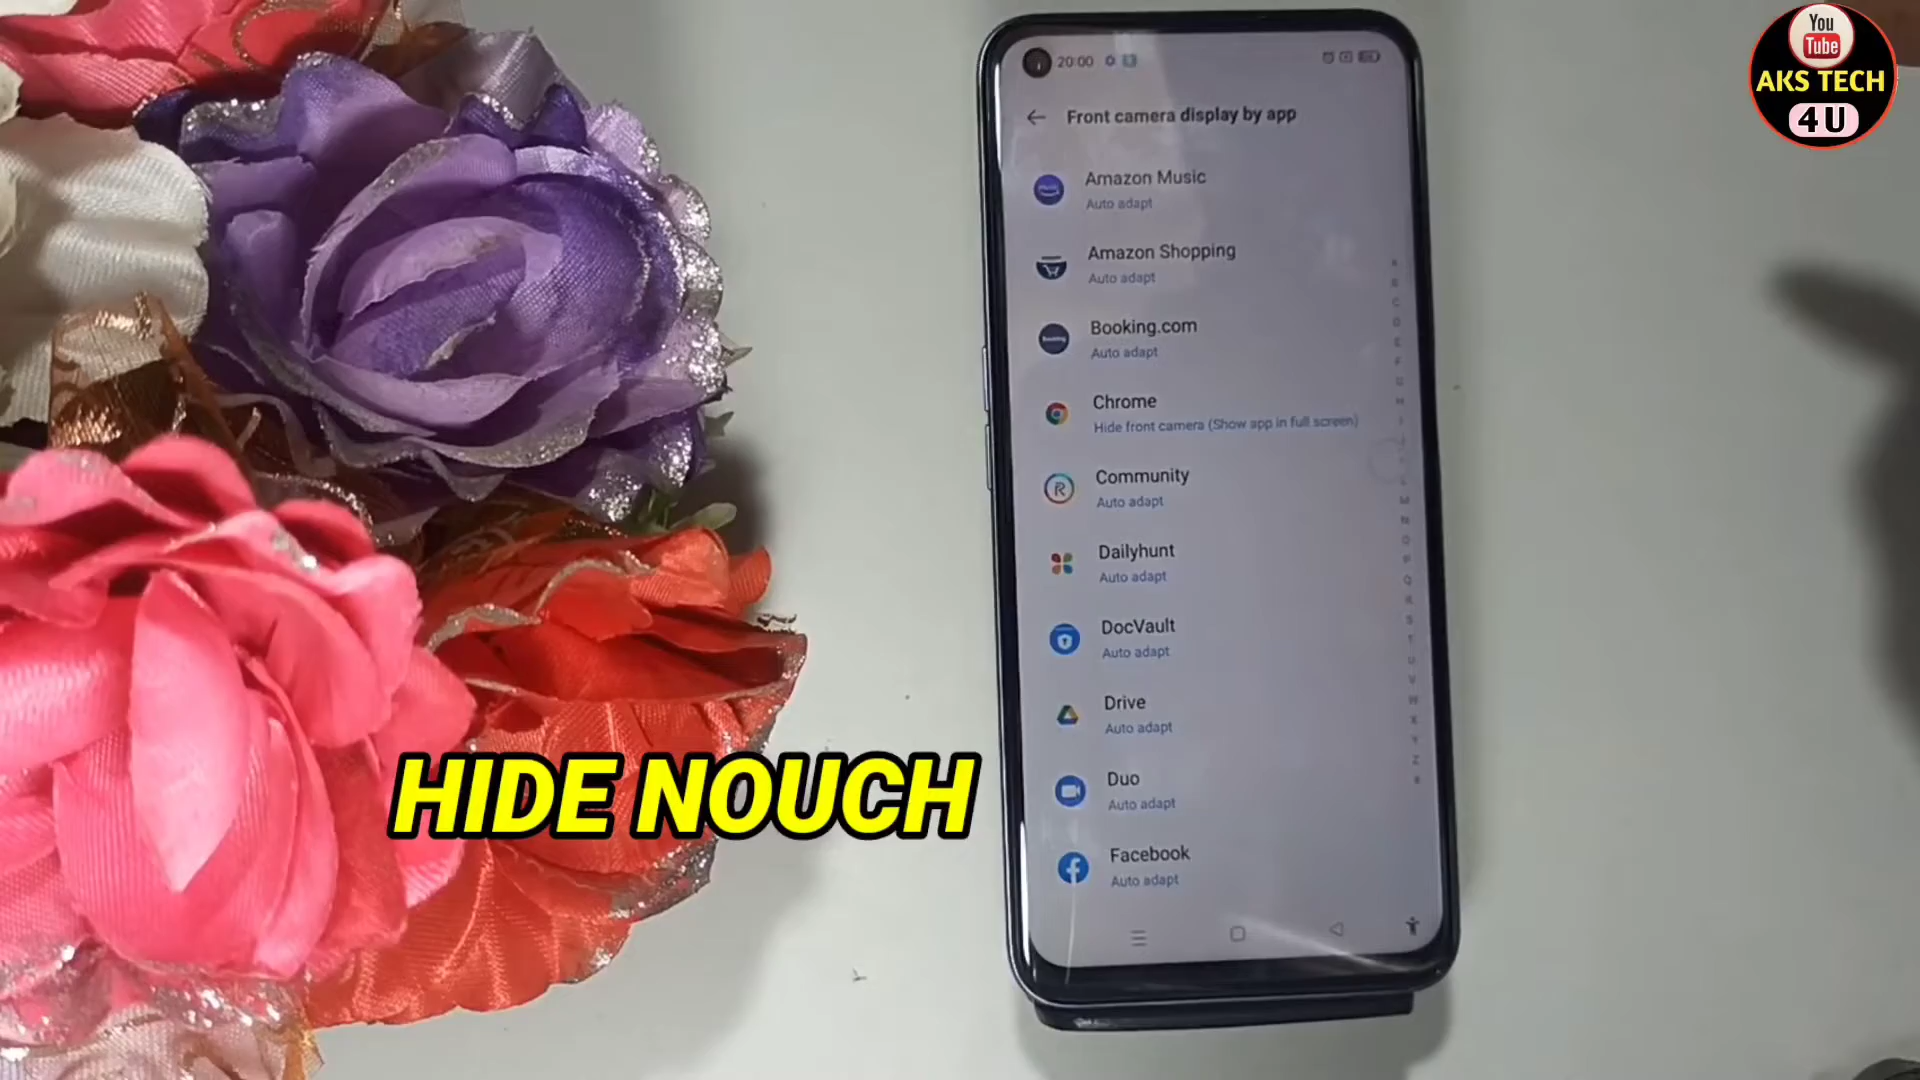 You
Tube
AKS TECH
4U
20:00
Front camera display by app
Amazon Music
Auto adapt
Amazon Shopping
Auto adapt
Booking.com
Auto adapt
Chrome
Hide front camera (Show app in full screen)
Community
Auto adapt
Dailyhunt
Auto adapt
DocVault
Auto adapt
Drive
Auto adapt
Duo
Auto adapt
Facebook
Auto adapt
HIDE NOUCH